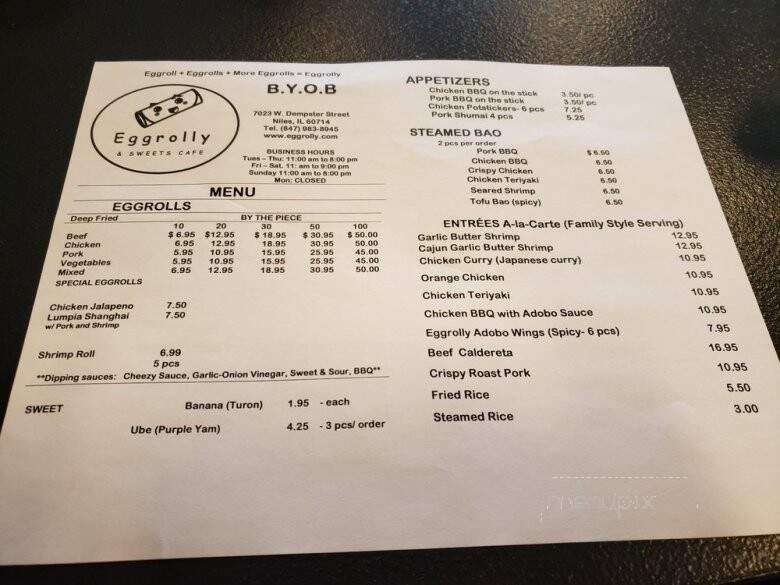 Eggroll + Eggrolls + More Eggrolls = Eggrolly
Eggrolly
& SWEETS CAFE
B.Y.O.B
7023 W. Dempster Street
Niles, IL 60714
Tel. (847) 983-8945
www.eggrolly.com
BUSINESS HOURS
Tues - Thu: 11:00 am to 8:00 pm
Fri - Sat. 11: am to 9:00 pm
Sunday 11:00 am to 8:00 pm
Mon: CLOSED
MENU
EGGROLLS
Deep Fried BY THE PIECE
10 20 30 50 100
Beef $ 6.95 $12.95 $ 18.95 $ 30.95 $ 50.00
Chicken 6.95 12.95 18.95 30.95 50.00
Pork 5.95 10.95 15.95 25.95 45.00
Vegetables 5.95 10.95 15.95 25.95 45.00
Mixed 6.95 12.95 18.95 30.95 50.00
SPECIAL EGGROLLS
Chicken Jalapeno 7.50
Lumpia Shanghai 7.50
w/ Pork and Shrimp
Shrimp Roll 6.99
5 pcs
**Dipping sauces: Cheezy Sauce, Garlic-Onion Vinegar, Sweet & Sour, BBQ**
SWEET Banana (Turon) 1.95 - each
Ube (Purple Yam) 4.25 - 3 pcs/ order
APPETIZERS
Chicken BBQ on the stick 3.50/ pc
Pork BBQ on the stick 3.50/ pc
Chicken Potstickers- 6 pcs 7.25
Pork Shumai 4 pcs 5.25
STEAMED BAO
2 pcs per order
Pork BBQ $ 6.50
Chicken BBQ 6.50
Crispy Chicken 6.50
Chicken Teriyaki 6.50
Seared Shrimp 6.50
Tofu Bao (spicy) 6.50
ENTRÉES A-la-Carte (Family Style Serving)
Garlic Butter Shrimp 12.95
Cajun Garlic Butter Shrimp 12.95
Chicken Curry (Japanese curry) 10.95
Orange Chicken 10.95
Chicken Teriyaki 10.95
Chicken BBQ with Adobo Sauce 10.95
Eggrolly Adobo Wings (Spicy- 6 pcs) 7.95
Beef Caldereta 16.95
Crispy Roast Pork 10.95
Fried Rice 5.50
Steamed Rice 3.00